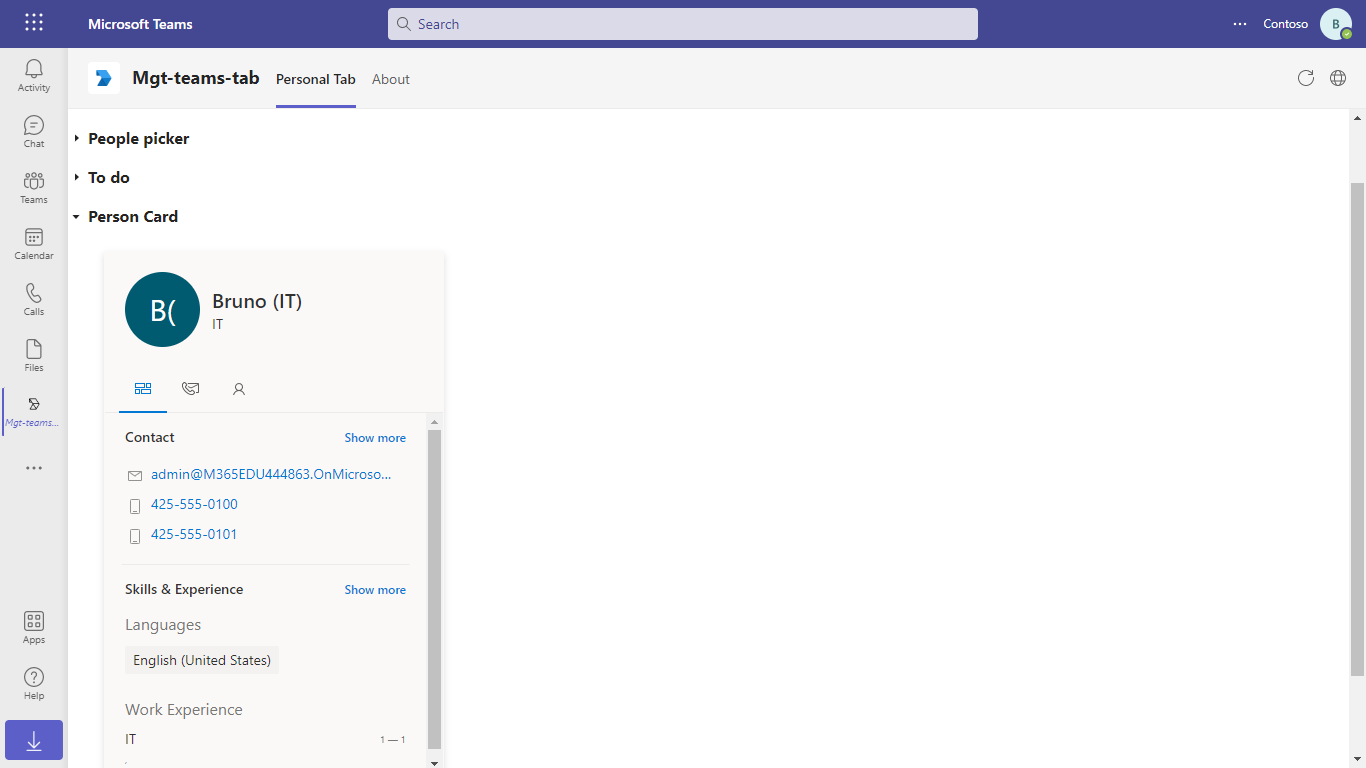 Microsoft Teams
Search
Contoso
B
Activity
Chat
Teams
Calendar
Calls
Files
Mgt-teams...
Apps
Help
Mgt-teams-tab
Personal Tab
About
People picker
To do
Person Card
B(
Bruno (IT)
IT
Contact
Show more
admin@M365EDU444863.OnMicroso...
425-555-0100
425-555-0101
Skills & Experience
Show more
Languages
English (United States)
Work Experience
IT
1 — 1